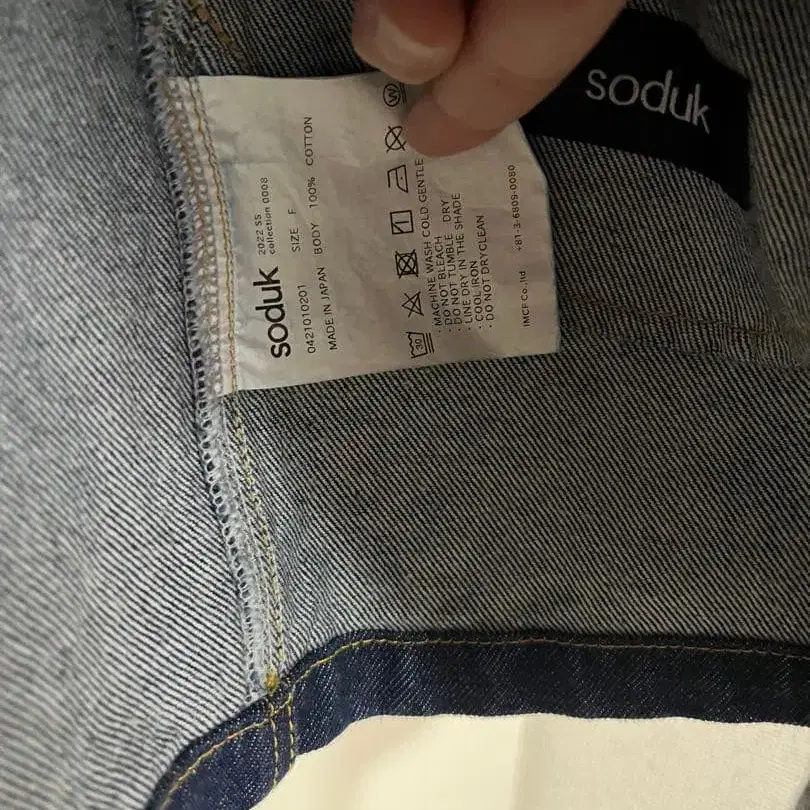 soduk
soduk
2022 SS
collection 0008
0421010201 SIZE F
MADE IN JAPAN BODY 100% COTTON
30
W
· MACHINE WASH COLD GENTLE
· DO NOT BLEACH
· DO NOT TUMBLE DRY
· LINE DRY IN THE SHADE
· COOL IRON
· DO NOT DRYCLEAN
IMCF Co.,ltd +81-3-6809-0080